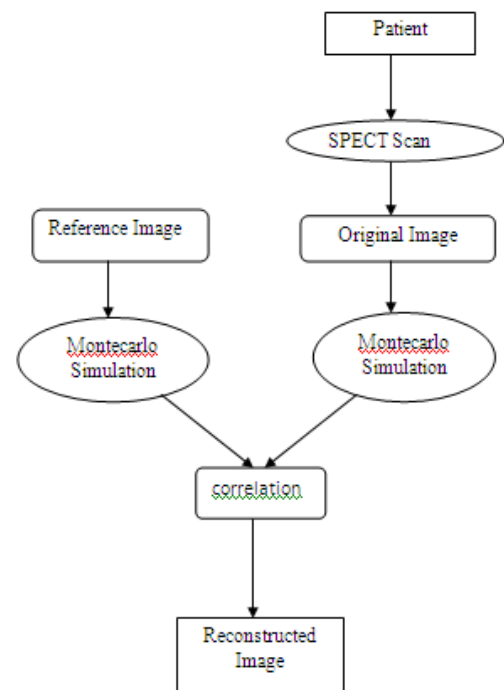 Patient
SPECT Scan
Reference Image
Original Image
Montecarlo
Simulation
Montecarlo
Simulation
correlation
Reconstructed
Image